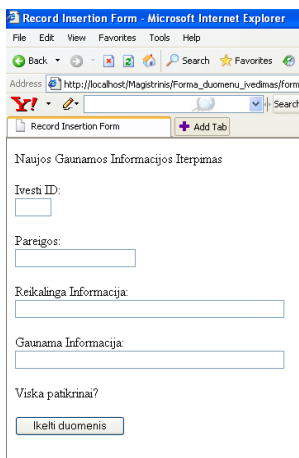 Record Insertion Form - Microsoft Internet Explorer
File Edit View Favorites Tools Help
Back Search Favorites
Address http://localhost/Magistrinis/Forma_duomenu_ivedimas/form
Y! Search
Record Insertion Form Add Tab
Naujos Gaunamos Informacijos Iterpimas
Ivesti ID:
Pareigos:
Reikalinga Informacija:
Gaunama Informacija:
Viska patikrinai?
Ikelti duomenis